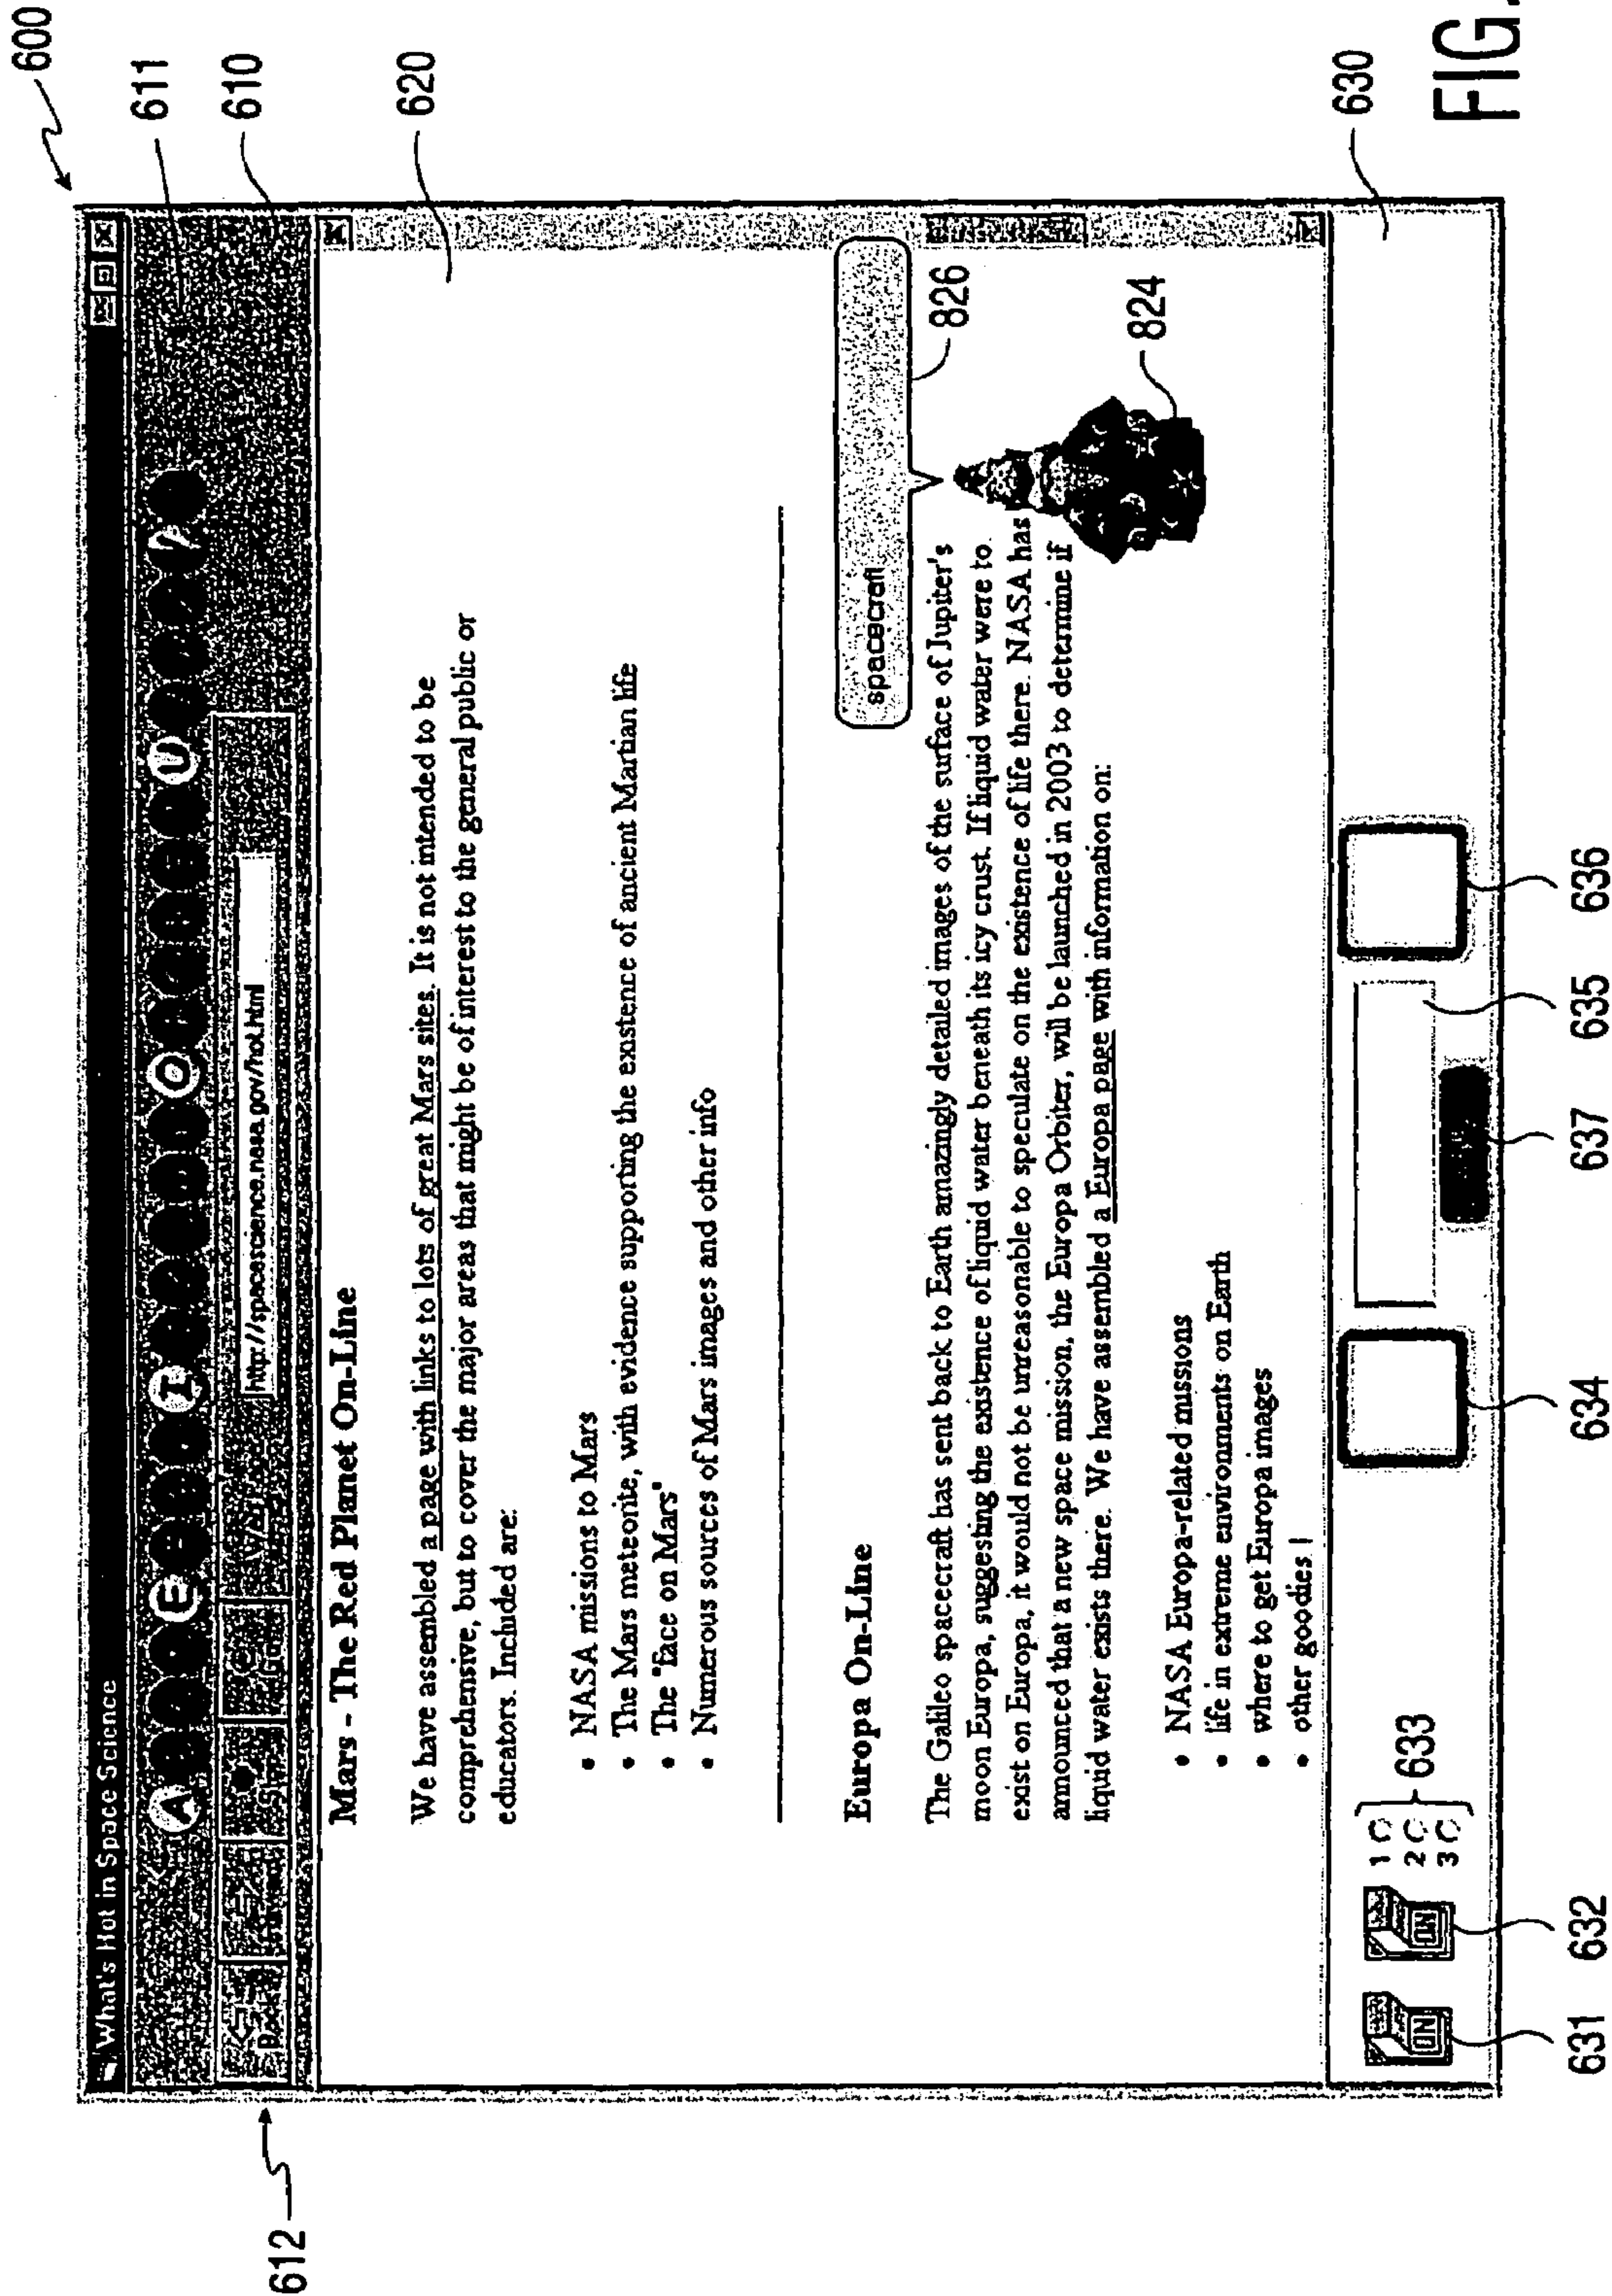 600
611
610
612
620
What's Hot in Space Science
A E I O U
Back
http://spacescience.nasa.gov/hot.html
Mars - The Red Planet On-Line
We have assembled a page with links to lots of great Mars sites. It is not intended to be
comprehensive, but to cover the major areas that might be of interest to the general public or
educators. Included are:
• NASA missions to Mars
• The Mars meteorite, with evidence supporting the existence of ancient Martian life
• The "face on Mars"
• Numerous sources of Mars images and other info
spacecraft
826
824
Europa On-Line
The Galileo spacecraft has sent back to Earth amazingly detailed images of the surface of Jupiter's
moon Europa, suggesting the existence of liquid water beneath its icy crust. If liquid water were to
exist on Europa, it would not be unreasonable to speculate on the existence of life there. NASA has
announced that a new space mission, the Europa Orbiter, will be launched in 2003 to determine if
liquid water exists there. We have assembled a Europa page with information on:
• NASA Europa-related missions
• life in extreme environments on Earth
• where to get Europa images
• other goodies !
630
ON
ON
1
2
3
633
631
632
634
637
635
636
FIG.